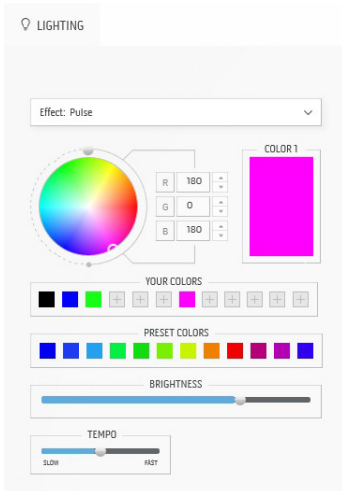 LIGHTING
Effect: Pulse
COLOR 1
R 180
G 0
B 180
YOUR COLORS
PRESET COLORS
BRIGHTNESS
TEMPO
SLOW FAST